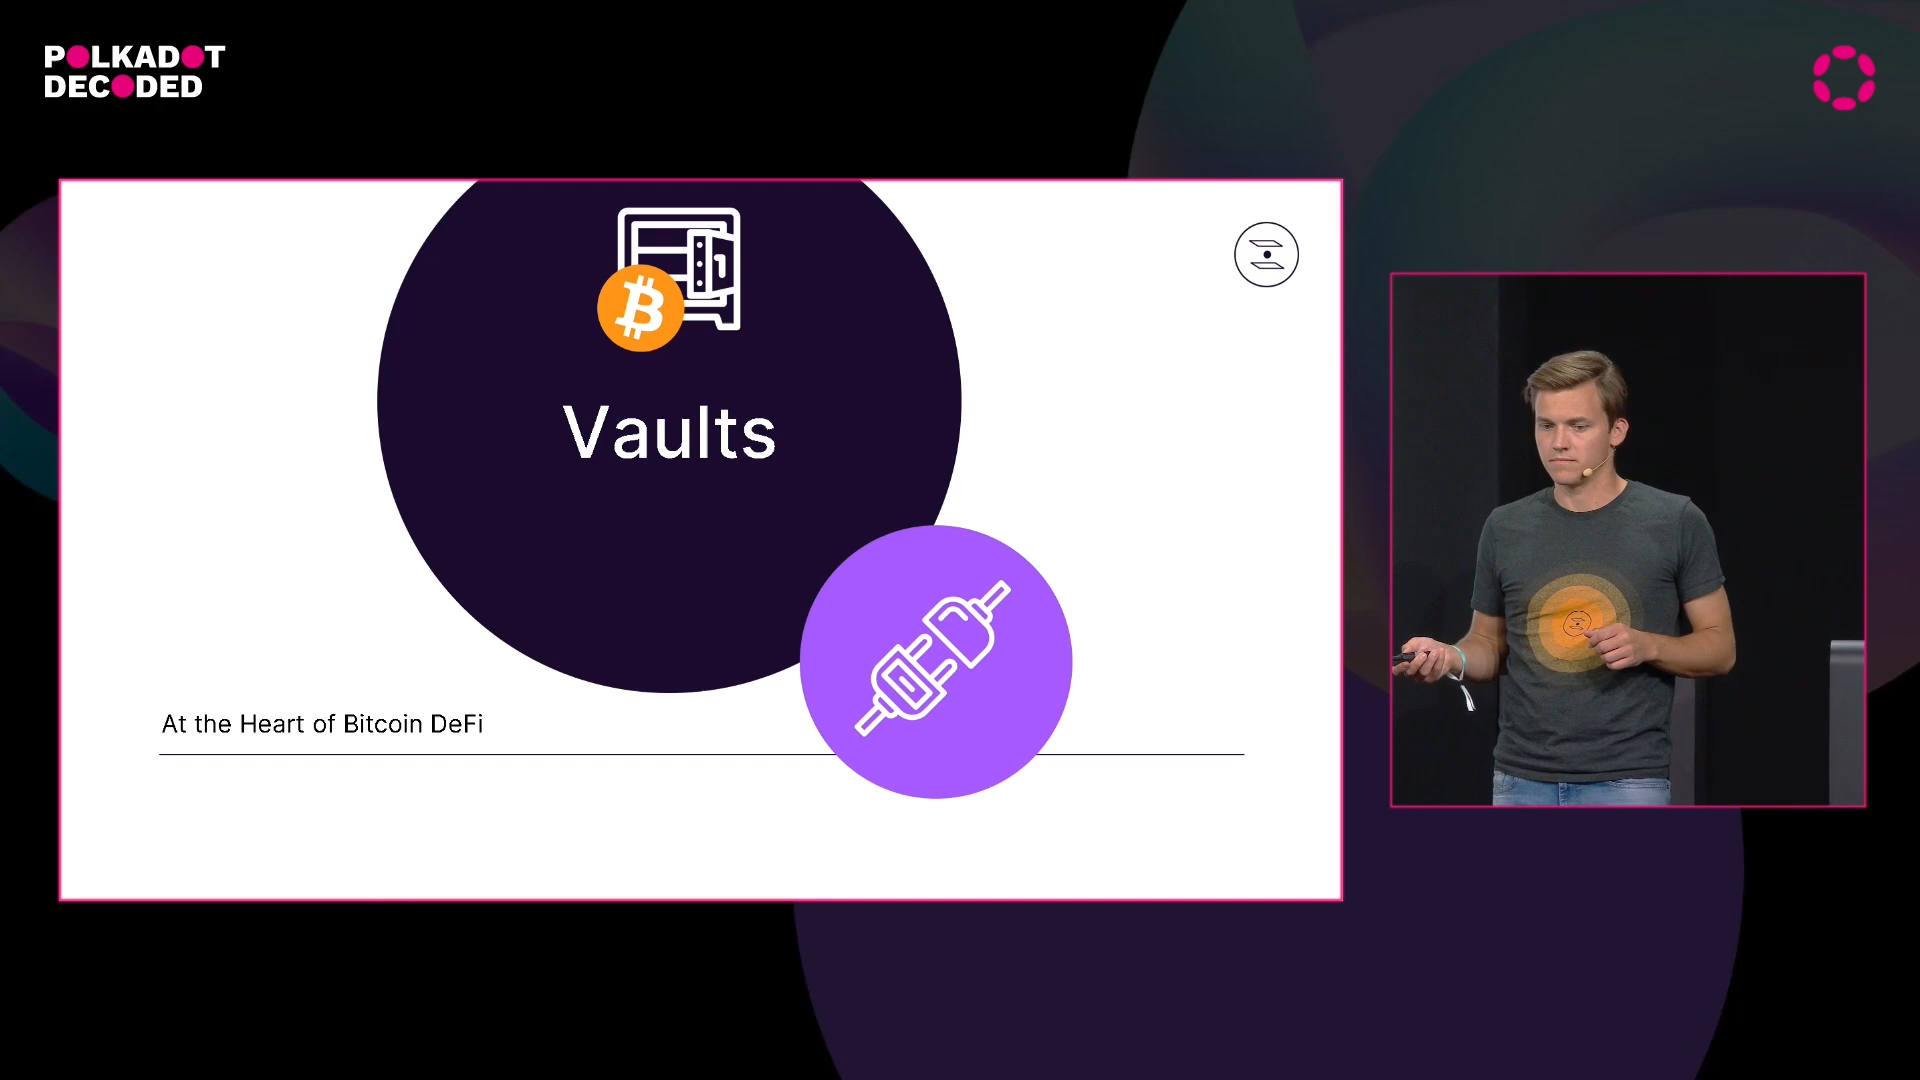 POLKADOT
DECODED
Vaults
At the Heart of Bitcoin DeFi